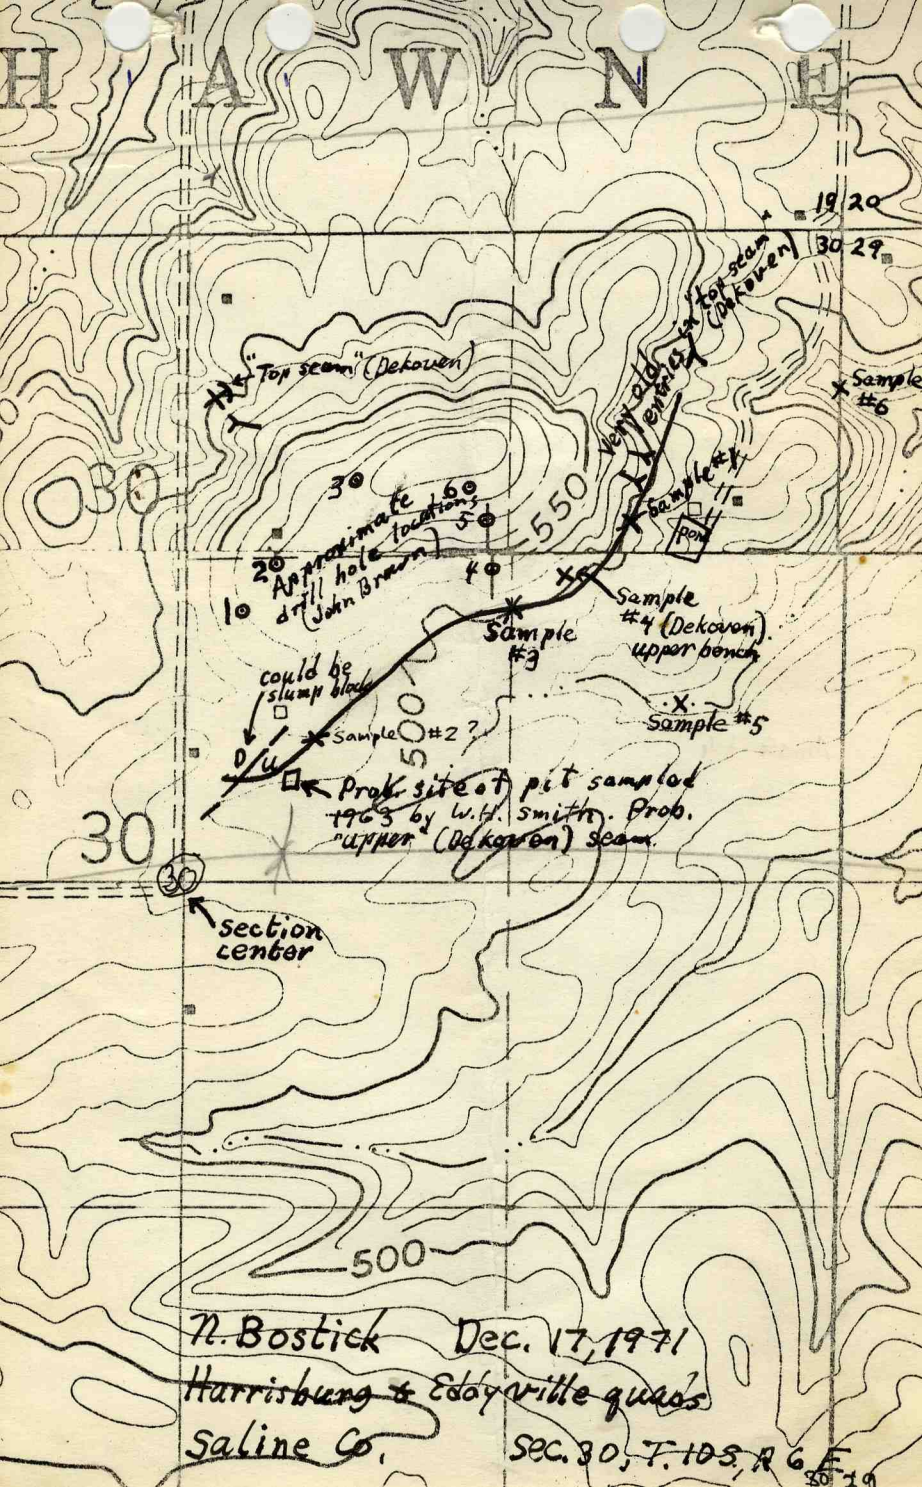 H A W N E
19 20
30 29
"Top seam" (Dekoven)
very old
entries in "top seam"
(Dekoven)
Sample
#6
30
3
6
5
550
Approximate
drill hole locations
(John Brown)
2
1
4
Sample #1
Pond
Sample
#4 (Dekoven)
upper bench
Sample
#3
could be
slump block
500
Sample #2?
Sample #5
D U
Prob. site of pit sampled
1963 by W.H. Smith. Prob.
"upper" (Dekoven) seam.
30
30
section
center
500
N. Bostick Dec. 17, 1971
Harrisburg & Eddyville quads
Saline Co. sec. 30, T. 10S., R 6 E
30 29